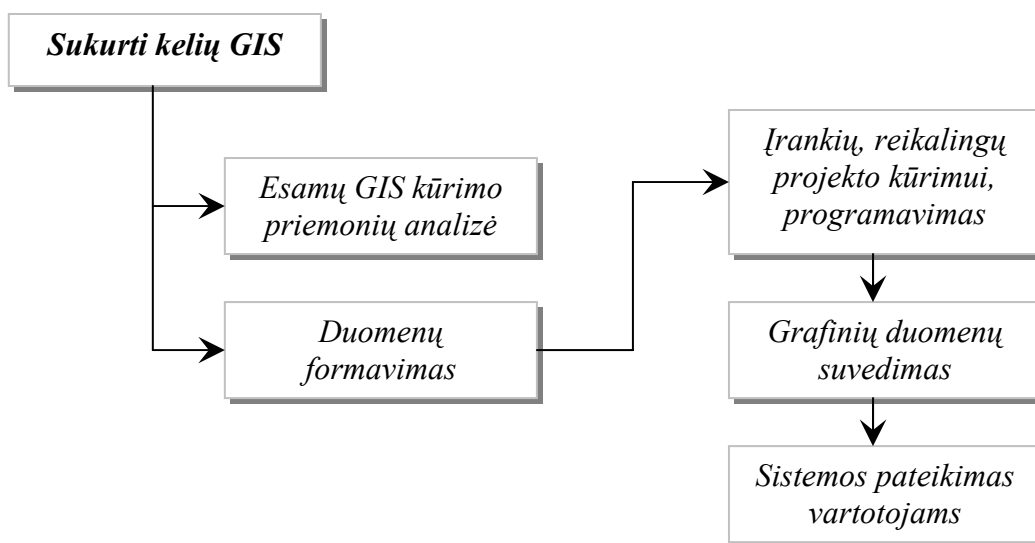 Sukurti kelių GIS
Esamų GIS kūrimo
priemonių analizė
Duomenų
formavimas
Įrankių, reikalingų
projekto kūrimui,
programavimas
Grafinių duomenų
suvedimas
Sistemos pateikimas
vartotojams